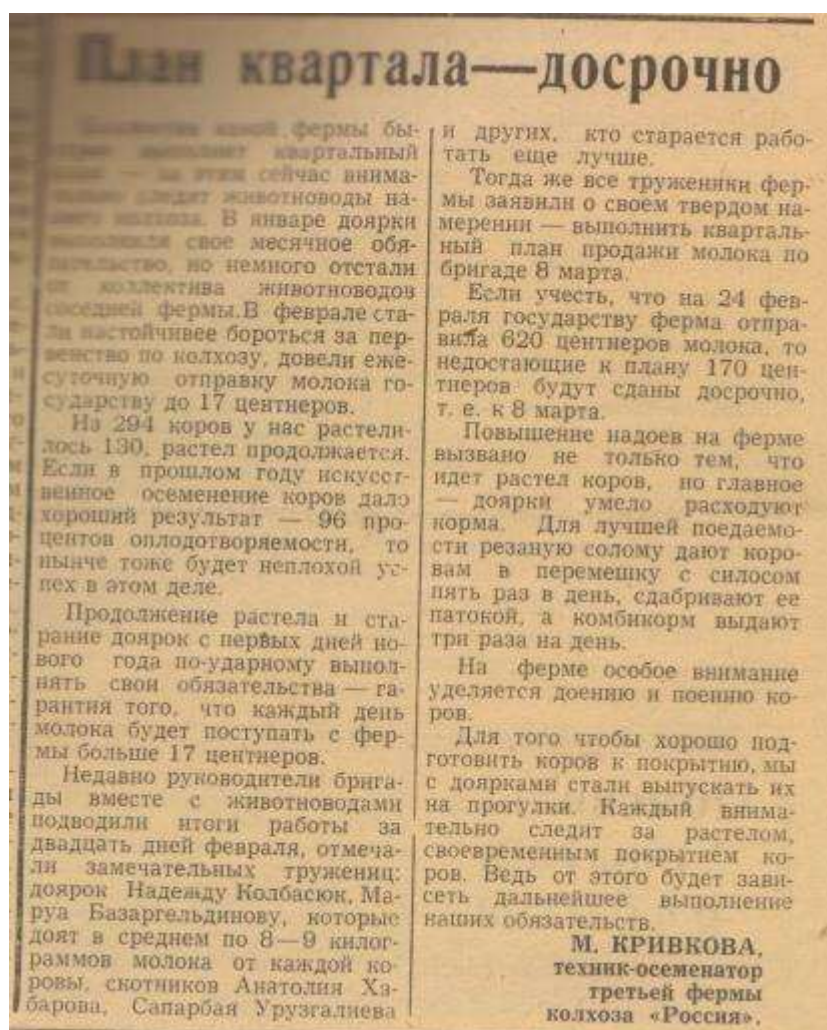 План квартала—досрочно
Коллектив какой фермы бы-
стрее выполнит квартальный
план — за этим сейчас внима-
тельно следят животноводы на-
шего колхоза. В январе доярки
выполнили свое месячное обя-
зательство, но немного отстали
от коллектива животноводов
соседней фермы. В феврале ста-
ли настойчивее бороться за пер-
венство по колхозу, довели еже-
суточную отправку молока го-
сударству до 17 центнеров.
Из 294 коров у нас растели-
лось 130, растел продолжается.
Если в прошлом году искусст-
венное осеменение коров дало
хороший результат — 96 про-
центов оплодотворяемости, то
нынче тоже будет неплохой ус-
пех в этом деле.
Продолжение растела и ста-
рание доярок с первых дней но-
вого года по-ударному выпол-
нять свои обязательства — га-
рантия того, что каждый день
молока будет поступать с фер-
мы больше 17 центнеров.
Недавно руководители брига-
ды вместе с животноводами
подводили итоги работы за
двадцать дней февраля, отмеча-
ли замечательных тружениц:
доярок Надежду Колбасюк, Ма-
руа Базаргельдинову, которые
доят в среднем по 8—9 килог-
раммов молока от каждой ко-
ровы, скотников Анатолия Ха-
барова, Сапарбая Урузгалиева
и других, кто старается рабо-
тать еще лучше.
Тогда же все труженики фер-
мы заявили о своем твердом на-
мерении — выполнить кварталь-
ный план продажи молока по
бригаде 8 марта.
Если учесть, что на 24 фев-
раля государству ферма отпра-
вила 620 центнеров молока, то
недостающие к плану 170 цен-
тнеров будут сданы досрочно,
т. е. к 8 марта.
Повышение надоев на ферме
вызвано не только тем, что
идет растел коров, но главное
— доярки умело расходуют
корма. Для лучшей поедаемо-
сти резаную солому дают коро-
вам в перемешку с силосом
пять раз в день, сдабривают ее
патокой, а комбикорм выдают
три раза на день.
На ферме особое внимание
уделяется доению и поению ко-
ров.
Для того чтобы хорошо под-
готовить коров к покрытию, мы
с доярками стали выпускать их
на прогулки. Каждый внима-
тельно следит за растелом,
своевременным покрытием ко-
ров. Ведь от этого будет зави-
сеть дальнейшее выполнение
наших обязательств.
М. КРИВКОВА,
техник-осеменатор
третьей фермы
колхоза «Россия».